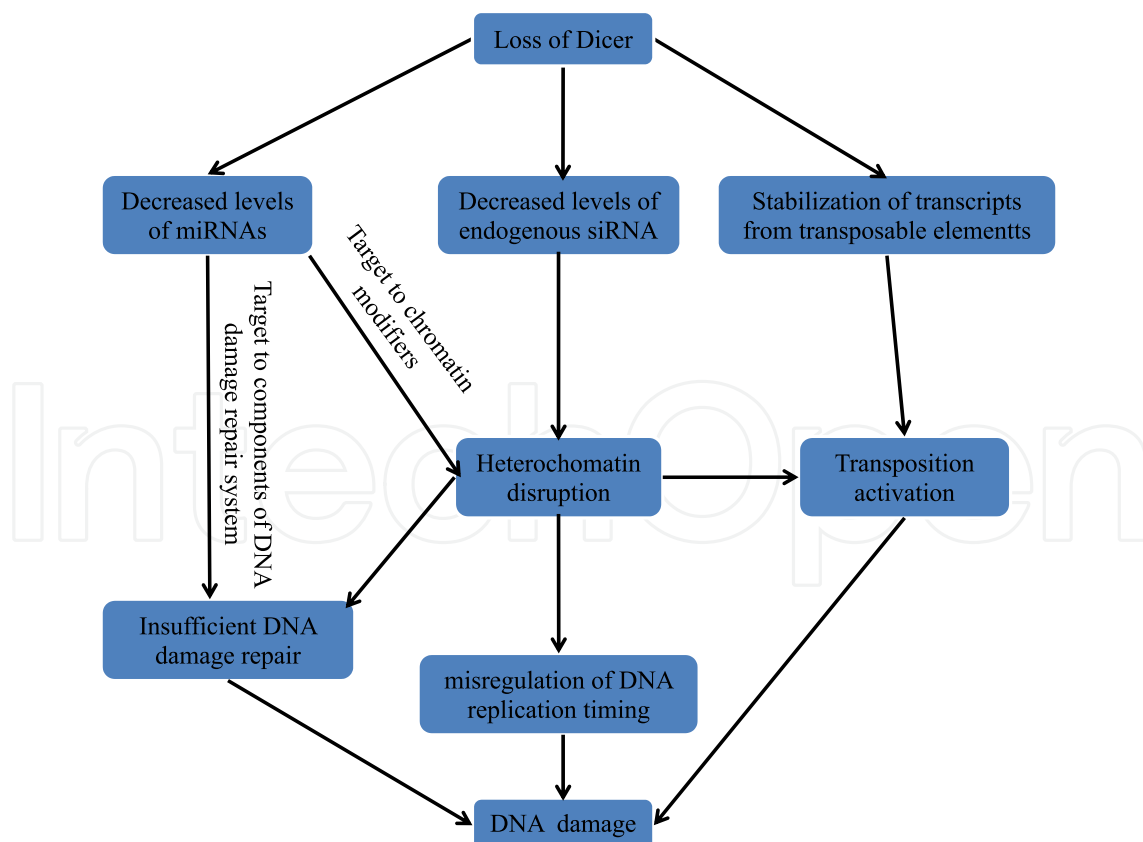 Loss of Dicer
Decreased levels
of miRNAs
Decreased levels of
endogenous siRNA
Stabilization of transcripts
from transposable elementts
Target to components of DNA
damage repair system
Target to chromatin
modifiers
Heterochomatin
disruption
Transposition
activation
Insufficient DNA
damage repair
misregulation of DNA
replication timing
DNA damage
IntechOpen